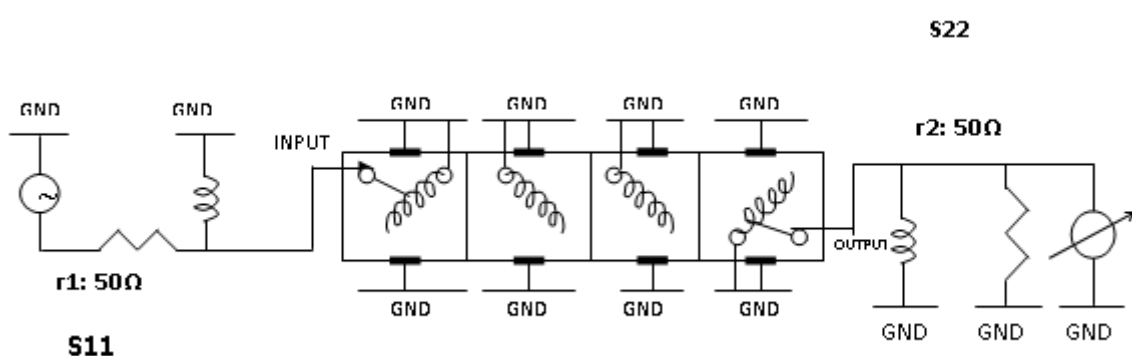 S22
GND
GND
GND
GND
GND
GND
r2: 50Ω
INPUT
OUTPUT
r1: 50Ω
GND
GND
GND
GND
GND
GND
GND
S11